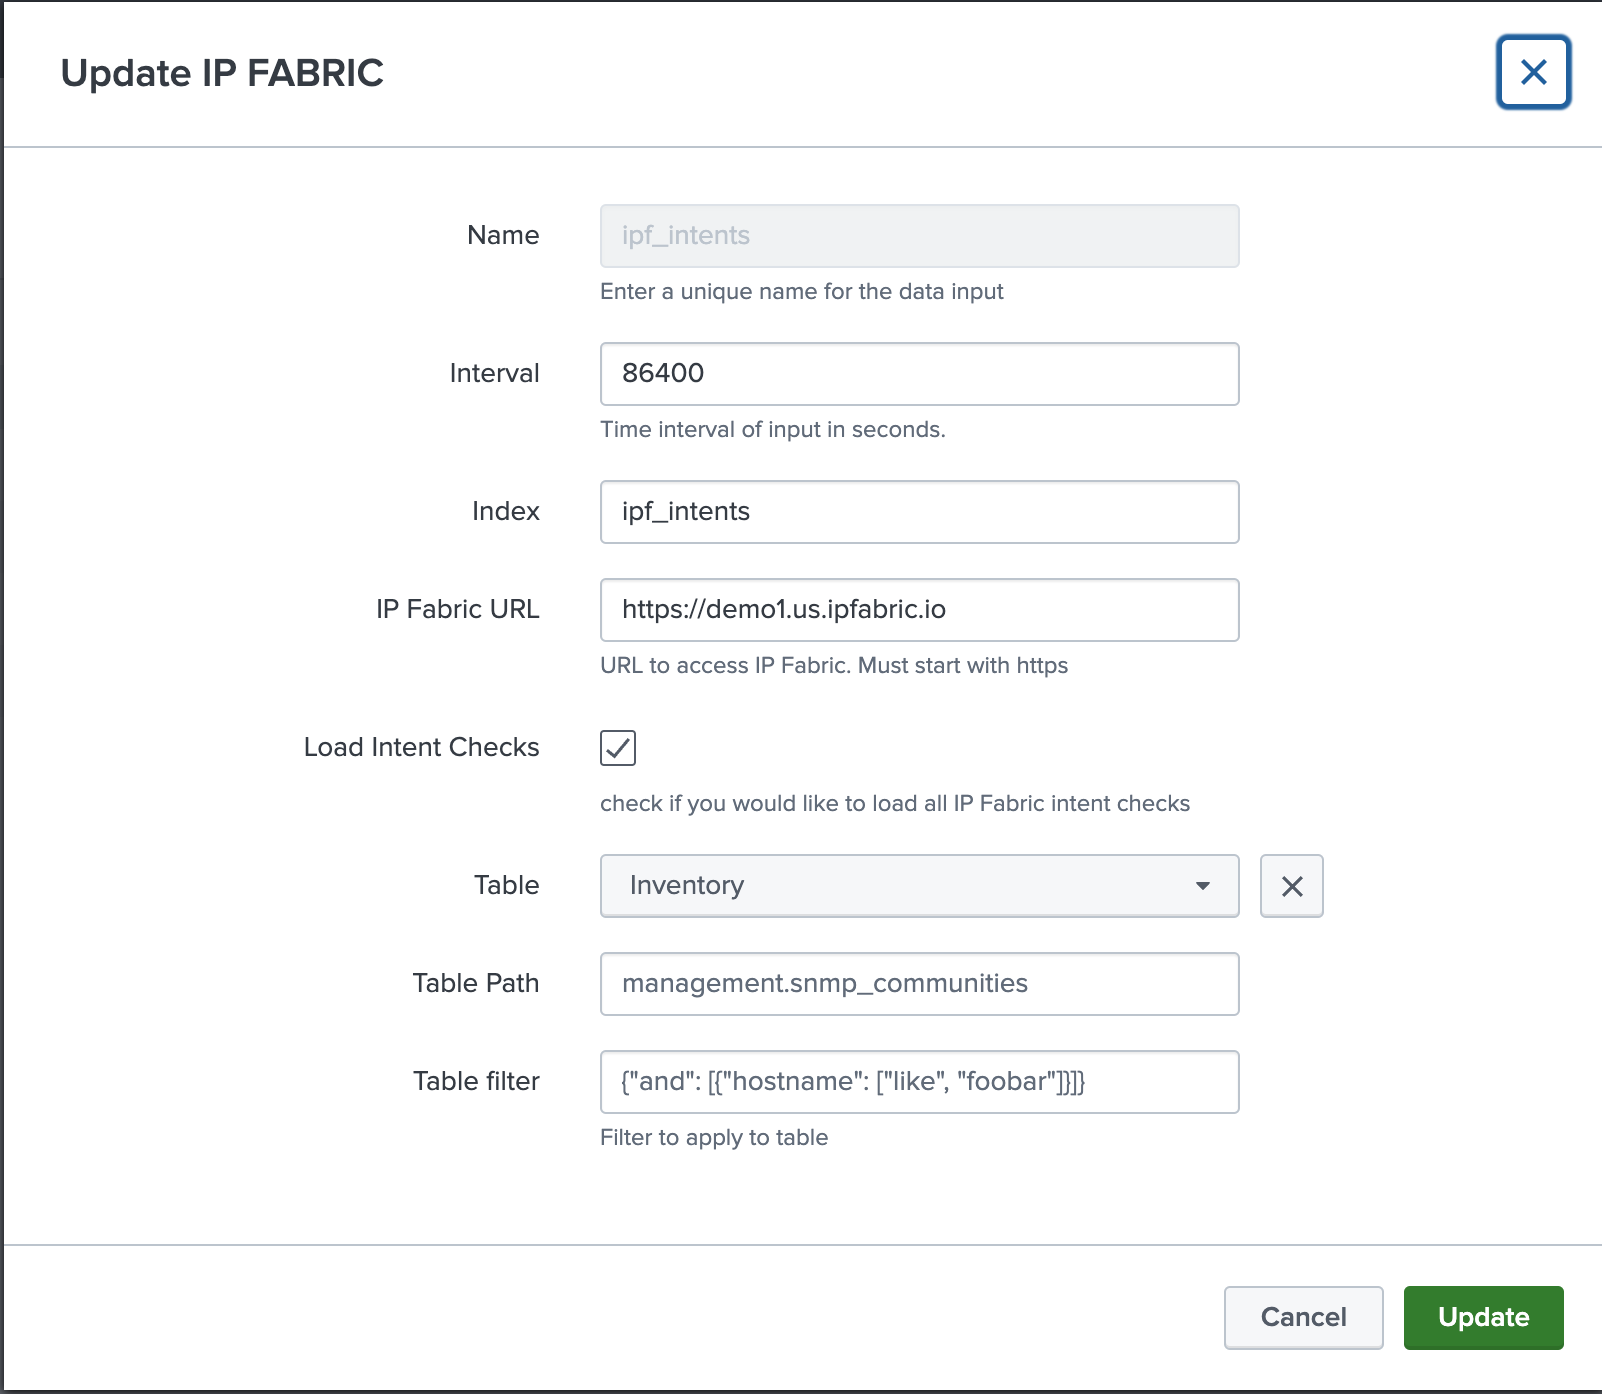 Update IP FABRIC
Name
ipf_intents
Enter a unique name for the data input
Interval
86400
Time interval of input in seconds.
Index
ipf_intents
IP Fabric URL
https://demo1.us.ipfabric.io
URL to access IP Fabric. Must start with https
Load Intent Checks
check if you would like to load all IP Fabric intent checks
Table
Inventory
Table Path
management.snmp_communities
Table filter
{"and": [{"hostname": ["like", "foobar"]}]}
Filter to apply to table
Cancel
Update